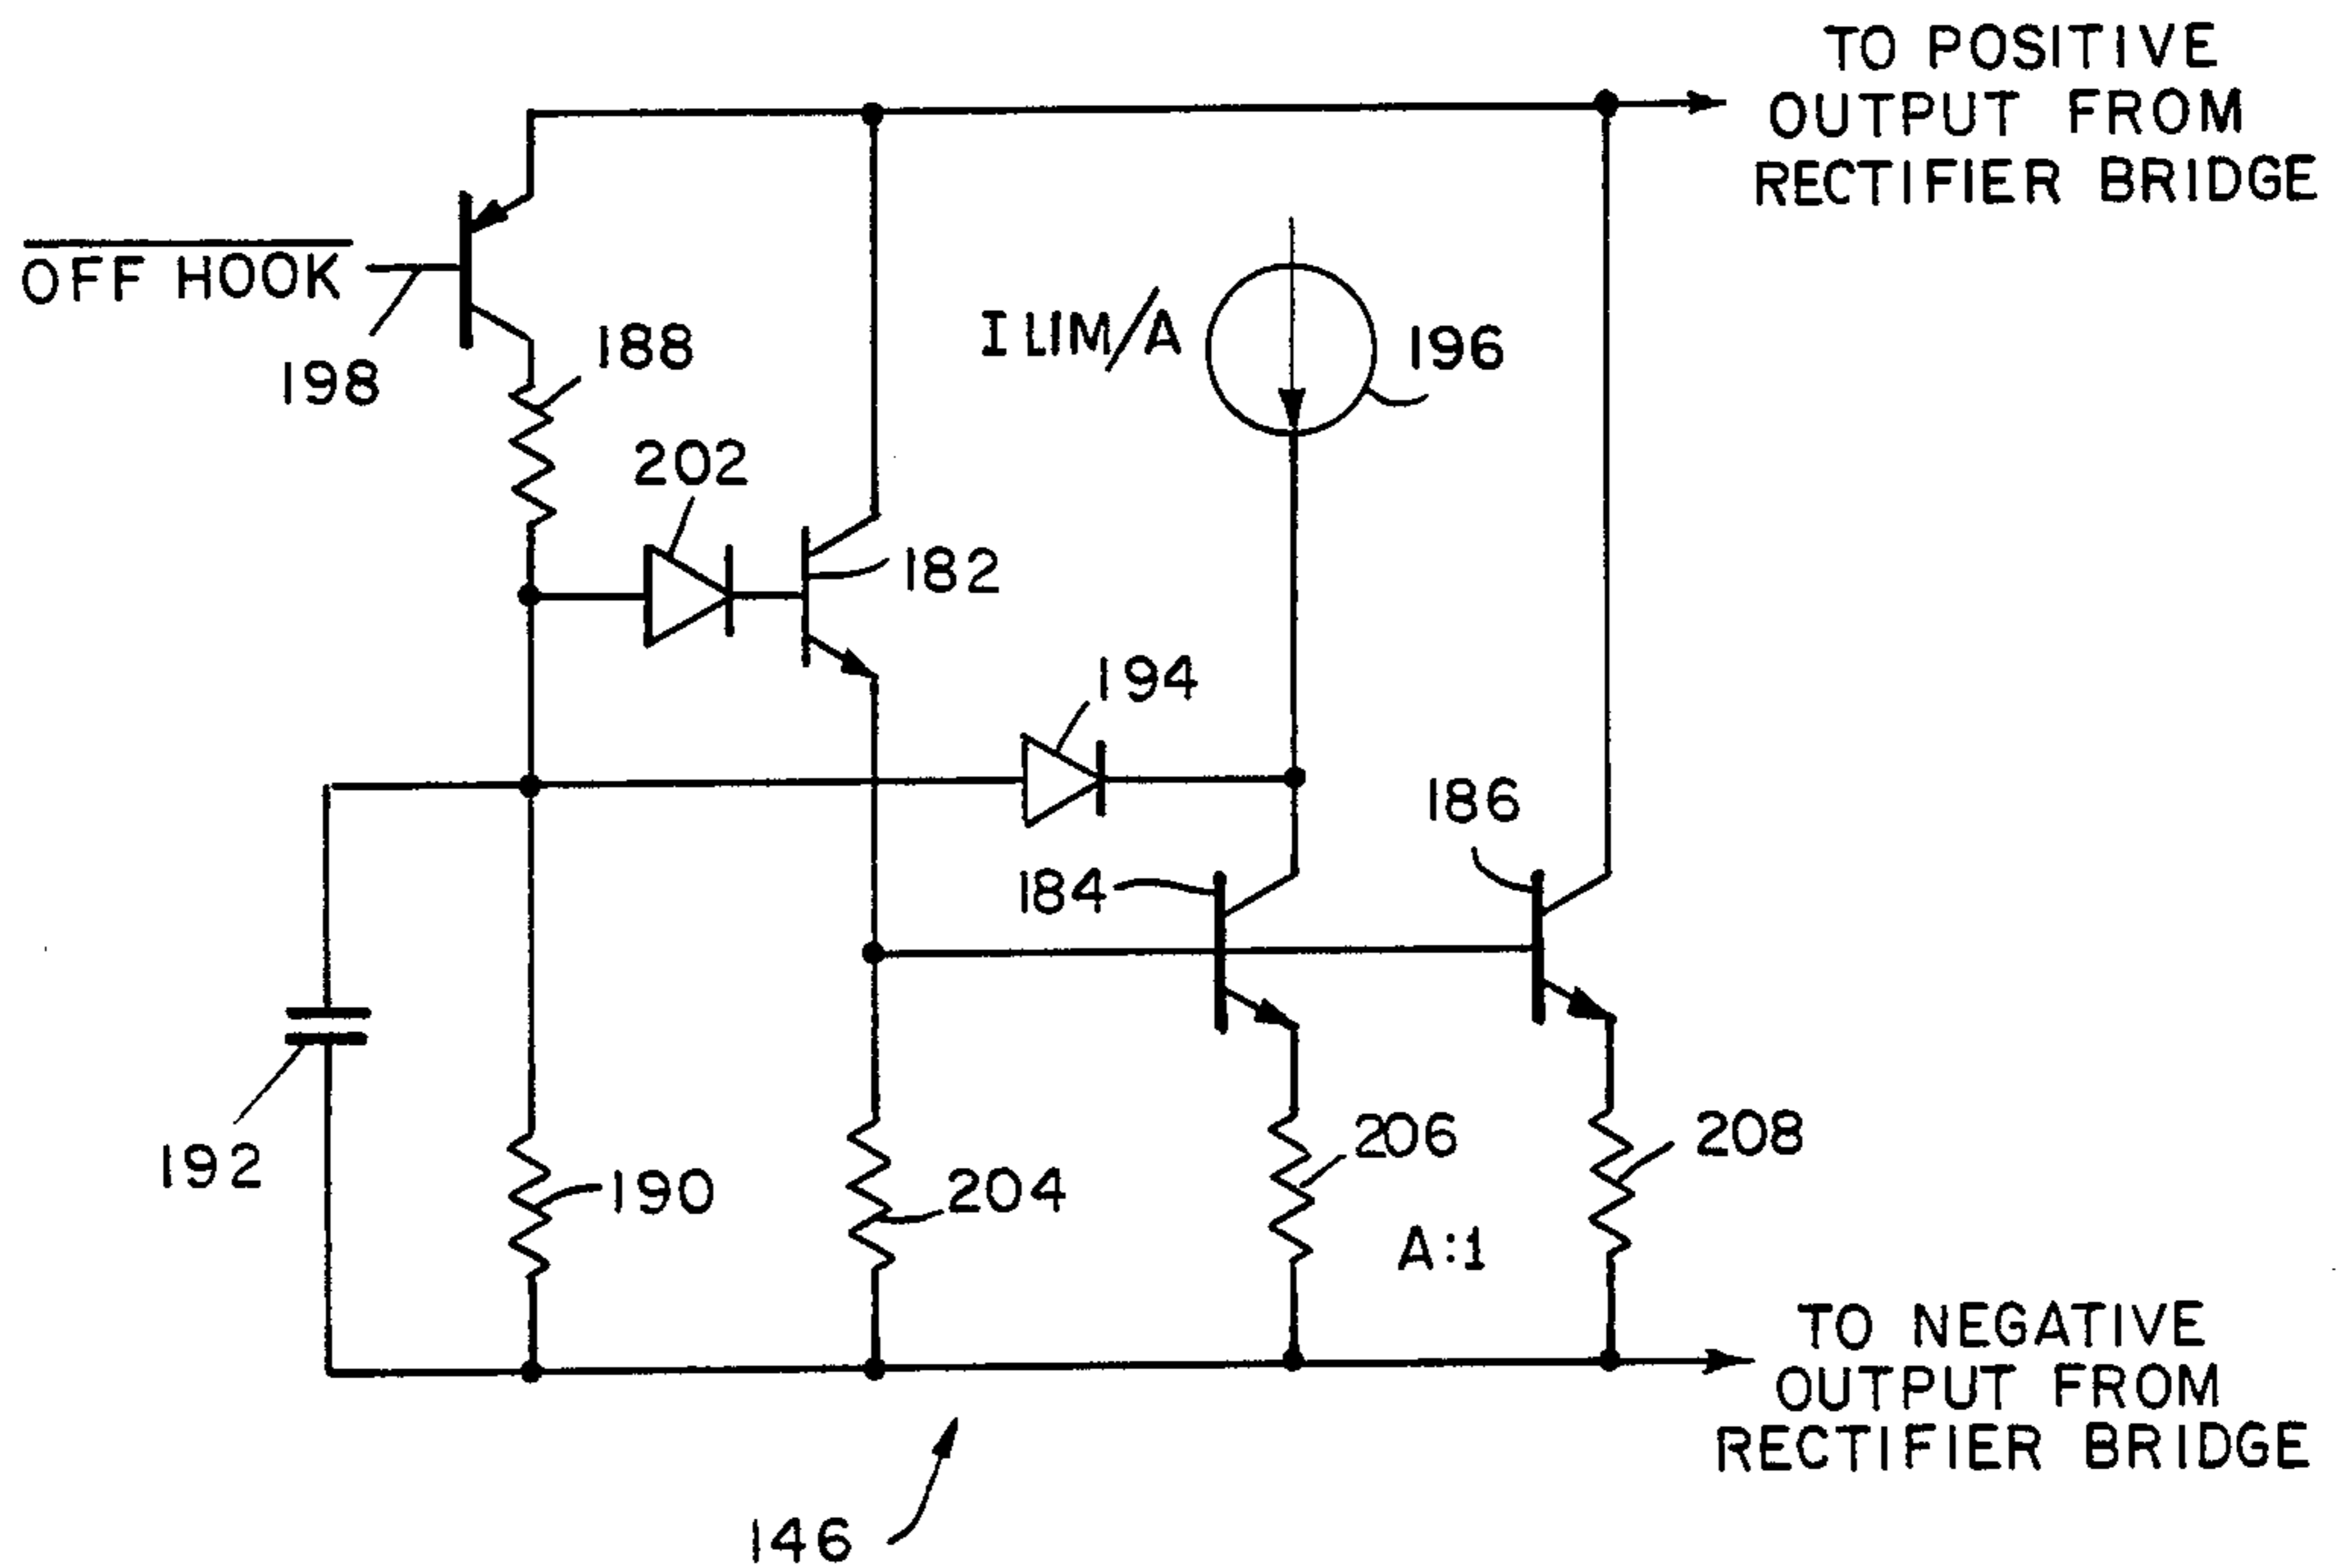 TO POSITIVE
OUTPUT FROM
RECTIFIER BRIDGE
OFF HOOK
198
188
I LIM/A
196
202
182
194
186
184
192
190
204
206
208
A:1
TO NEGATIVE
OUTPUT FROM
RECTIFIER BRIDGE
146